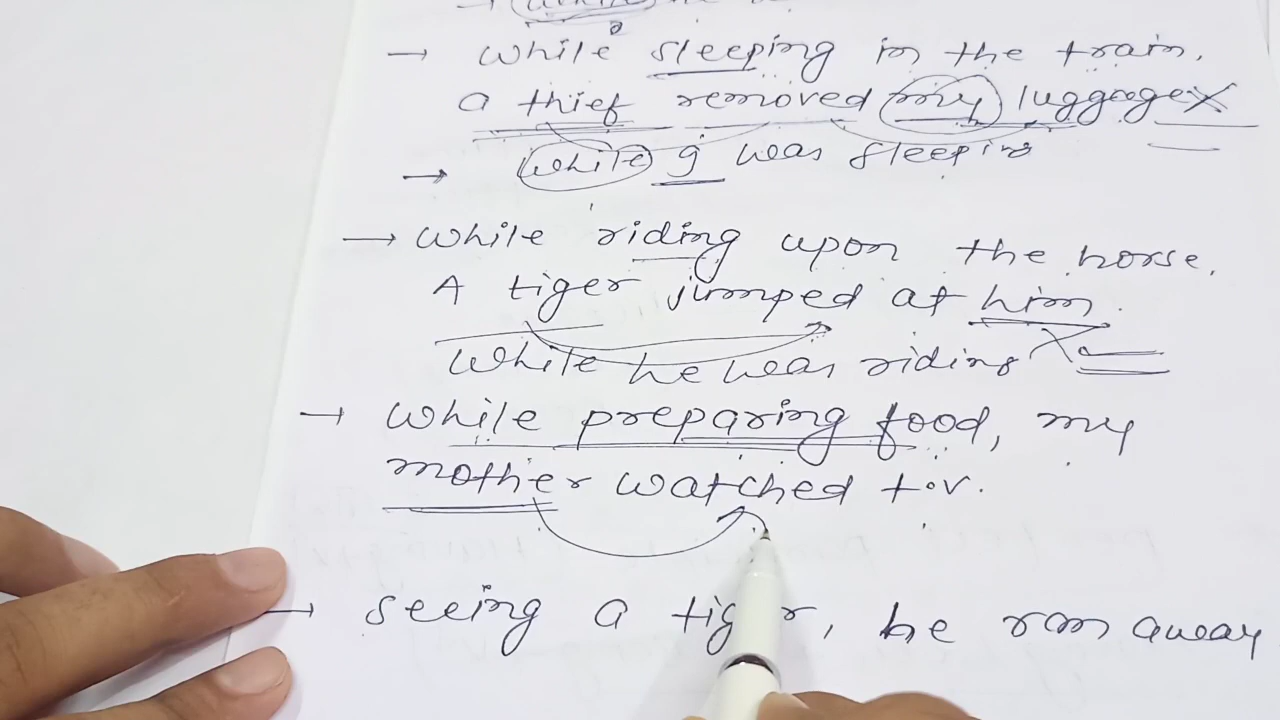 → while sleeping in the train,
a thief removed my luggage ×
→ while I was sleeping
→ while riding upon the horse.
A tiger jumped at him. ×
while he was riding
→ while preparing food, my
mother watched t.v.
→ seeing a tiger, he ran away